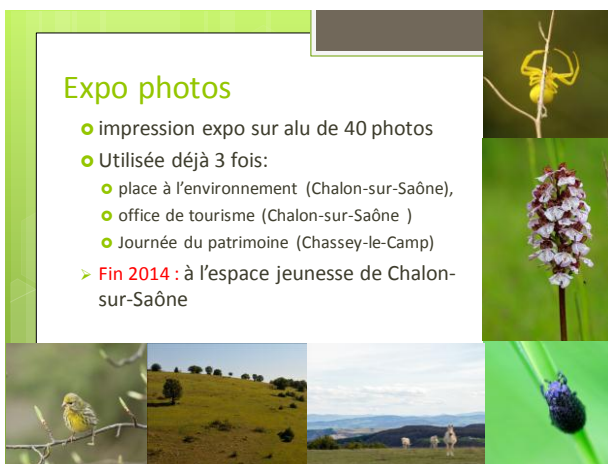 Expo photos
impression expo sur alu de 40 photos
Utilisée déjà 3 fois:
place à l'environnement (Chalon-sur-Saône),
office de tourisme (Chalon-sur-Saône )
Journée du patrimoine (Chassey-le-Camp)
Fin 2014 : à l'espace jeunesse de Chalon-
sur-Saône